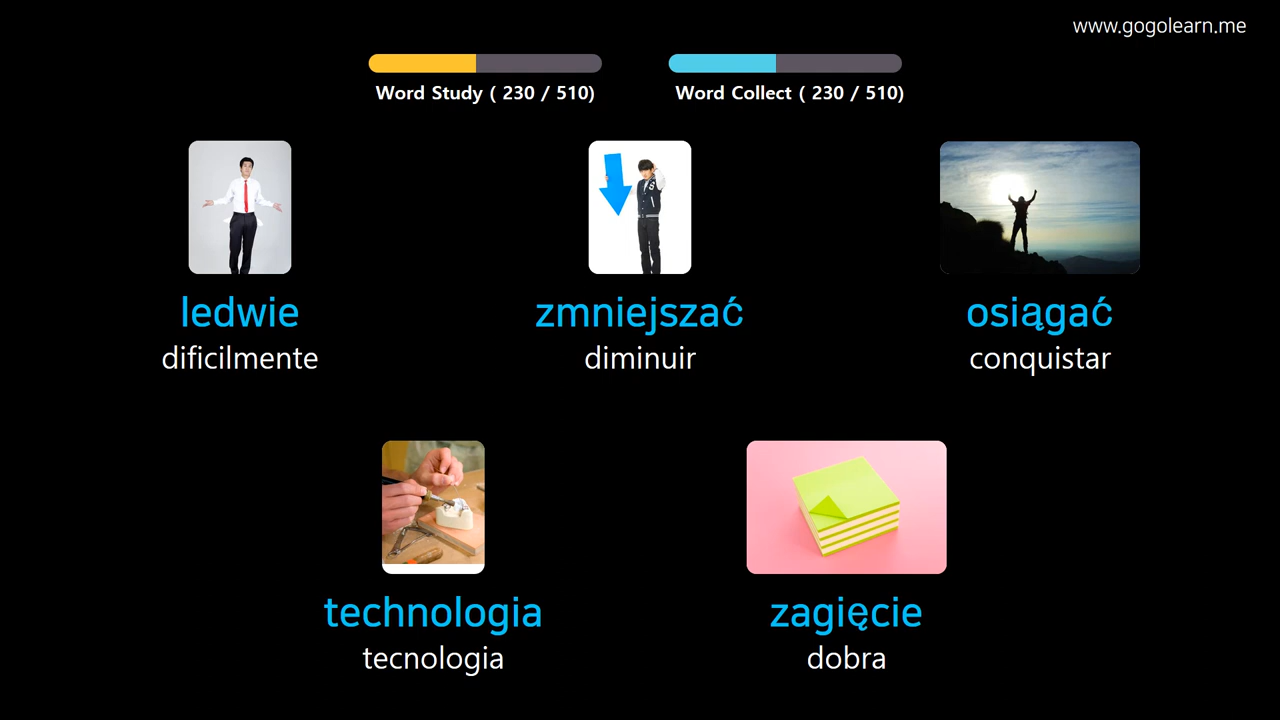 www.gogolearn.me
Word Study ( 230 / 510)
Word Collect ( 230 / 510)
ledwie
dificilmente
zmniejszać
diminuir
osiągać
conquistar
technologia
tecnologia
zagięcie
dobra